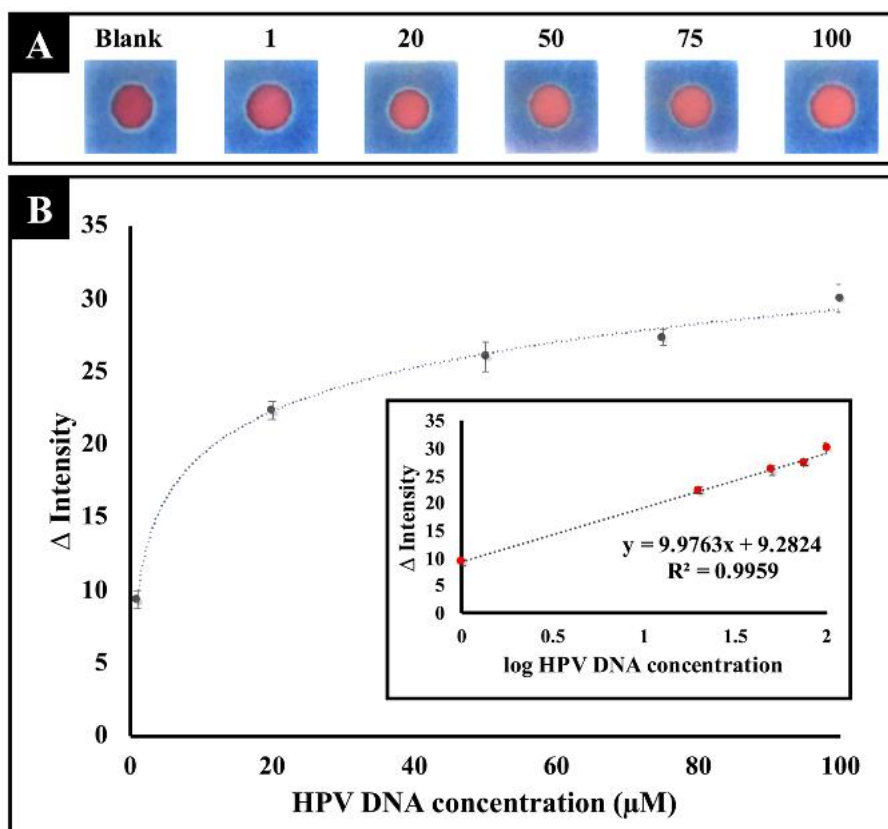 A
Blank 1 20 50 75 100
B
35
30
25
20
15
10
5
0
Δ Intensity
0 20 40 60 80 100
HPV DNA concentration (μM)
35
30
25
20
15
10
5
0
Δ Intensity
y = 9.9763x + 9.2824
R² = 0.9959
0 0.5 1 1.5 2
log HPV DNA concentration